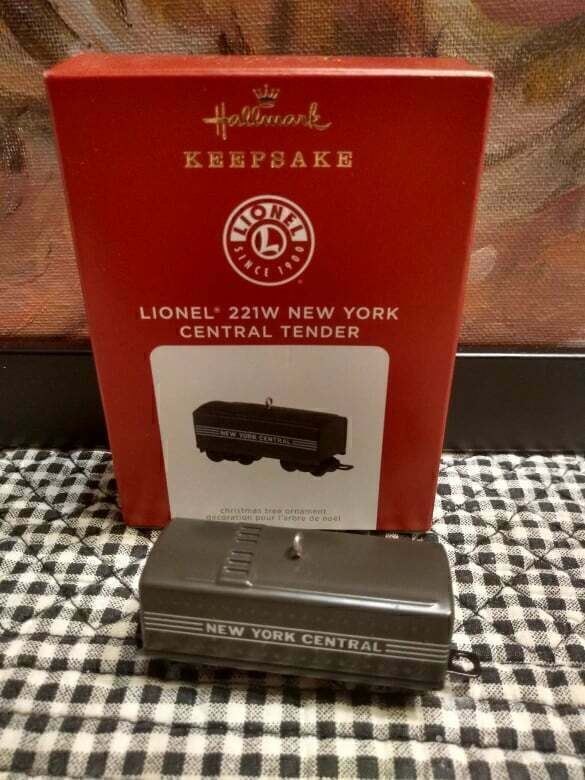 Hallmark
KEEPSAKE
LIONEL
L
SINCE 1900
LIONEL® 221W NEW YORK
CENTRAL TENDER
NEW YORK CENTRAL
christmas tree ornament
décoration pour l'arbre de noël
NEW YORK CENTRAL